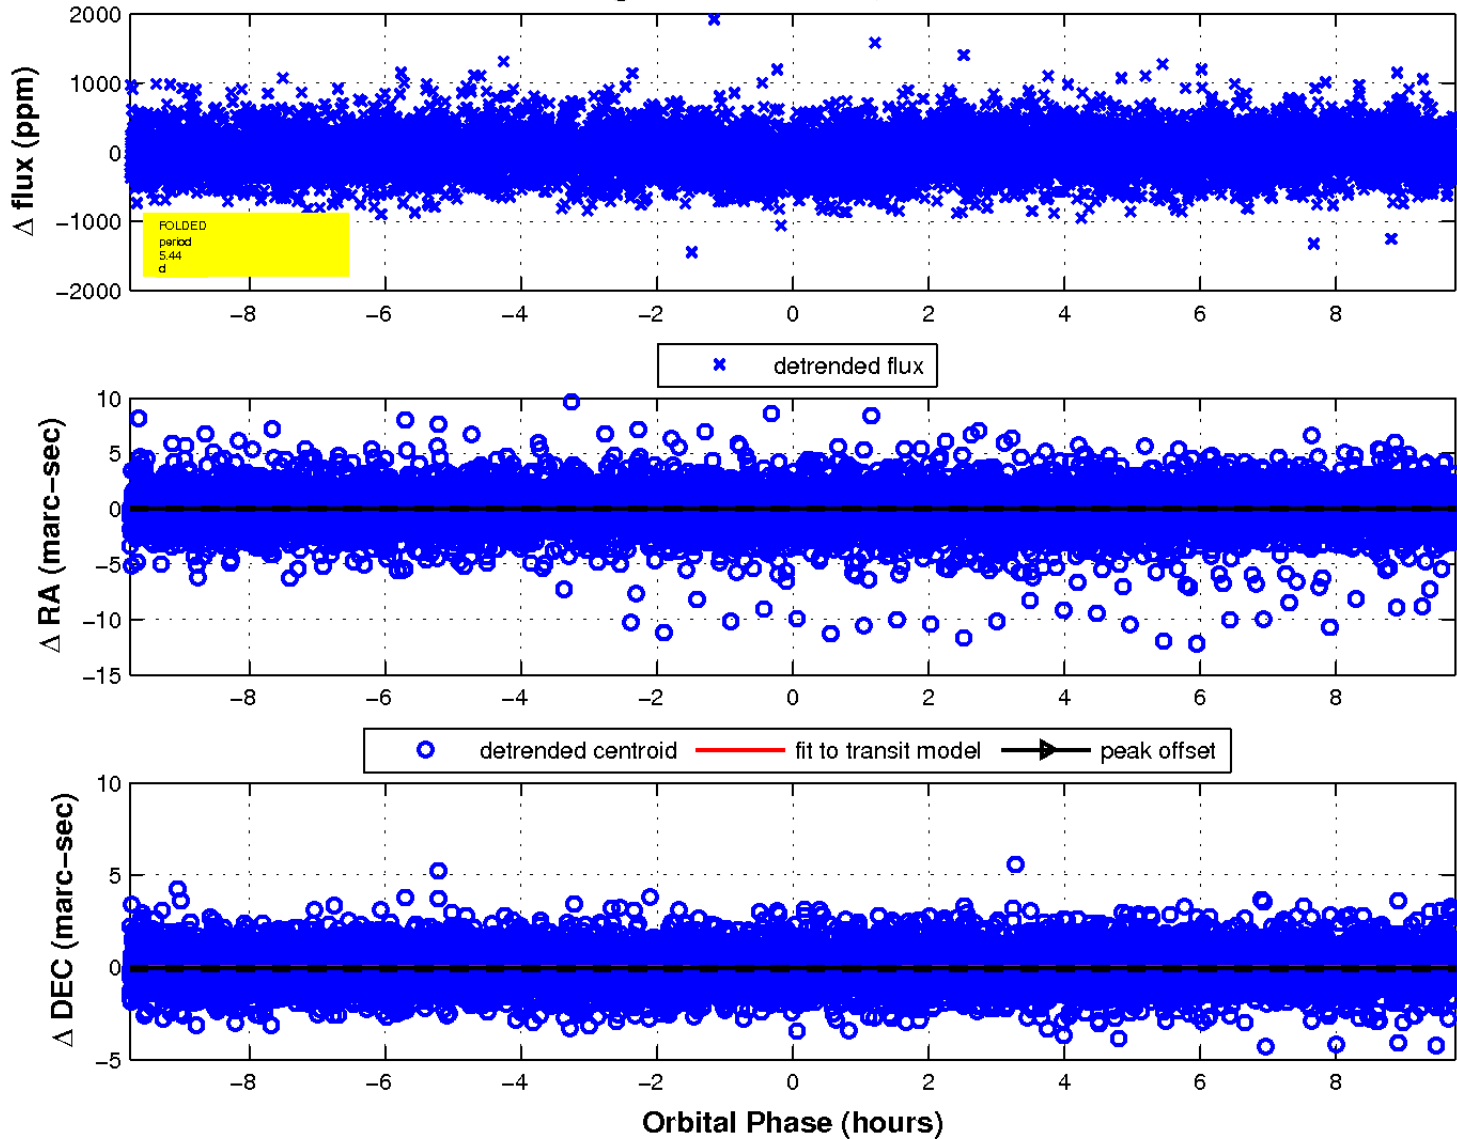 2000
1000
0
−1000
−2000
Δ flux (ppm)
FOLDED
period
5.44
d
−8 −6 −4 −2 0 2 4 6 8
detrended flux
10
5
0
−5
−10
−15
Δ RA (marc−sec)
−8 −6 −4 −2 0 2 4 6 8
detrended centroid fit to transit model peak offset
10
5
0
−5
Δ DEC (marc−sec)
−8 −6 −4 −2 0 2 4 6 8
Orbital Phase (hours)